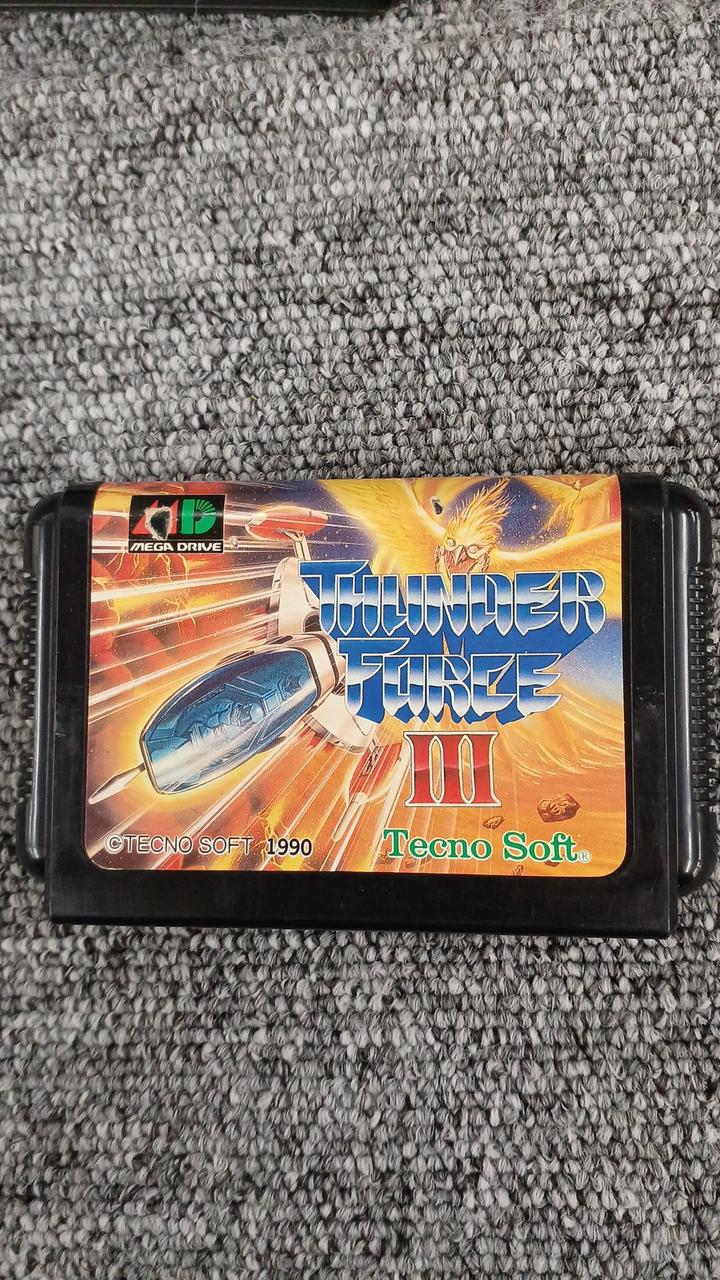 MD
MEGA DRIVE
THUNDER
FORCE
III
©TECNO SOFT 1990
Tecno Soft®